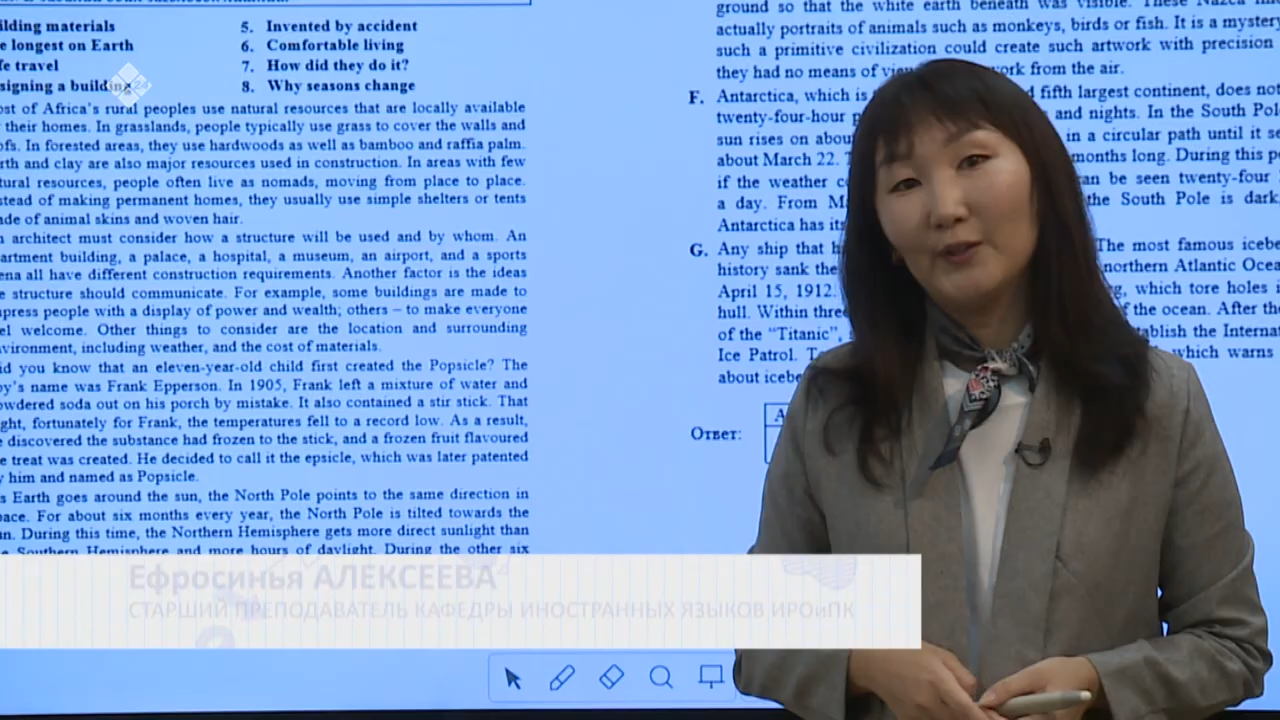 ilding materials
e longest on Earth
fe travel
signing a building
5. Invented by accident
6. Comfortable living
7. How did they do it?
8. Why seasons change
ost of Africa's rural peoples use natural resources that are locally available
their homes. In grasslands, people typically use grass to cover the walls and
ofs. In forested areas, they use hardwoods as well as bamboo and raffia palm.
rth and clay are also major resources used in construction. In areas with few
tural resources, people often live as nomads, moving from place to place.
stead of making permanent homes, they usually use simple shelters or tents
de of animal skins and woven hair.
n architect must consider how a structure will be used and by whom. An
artment building, a palace, a hospital, a museum, an airport, and a sports
ena all have different construction requirements. Another factor is the ideas
e structure should communicate. For example, some buildings are made to
press people with a display of power and wealth; others – to make everyone
el welcome. Other things to consider are the location and surrounding
vironment, including weather, and the cost of materials.
id you know that an eleven-year-old child first created the Popsicle? The
y's name was Frank Epperson. In 1905, Frank left a mixture of water and
owdered soda out on his porch by mistake. It also contained a stir stick. That
ght, fortunately for Frank, the temperatures fell to a record low. As a result,
e discovered the substance had frozen to the stick, and a frozen fruit flavoured
e treat was created. He decided to call it the epsicle, which was later patented
y him and named as Popsicle.
s Earth goes around the sun, the North Pole points to the same direction in
ace. For about six months every year, the North Pole is tilted towards the
n. During this time, the Northern Hemisphere gets more direct sunlight than
e Southern Hemisphere and more hours of daylight. During the other six
ground so that the white earth beneath was visible. These Nazca
actually portraits of animals such as monkeys, birds or fish. It is a mystery
such a primitive civilization could create such artwork with precision
they had no means of work from the air.
F. Antarctica, which is d fifth largest continent, does not
twenty-four-hour and nights. In the South Pol
sun rises on abou in a circular path until it se
about March 22. months long. During this pe
if the weather c an be seen twenty-four
a day. From M the South Pole is dark
Antarctica has its
G. Any ship that h The most famous iceb
history sank the northern Atlantic Ocea
April 15, 1912. g, which tore holes i
hull. Within three f the ocean. After the
of the “Titanic”, tablish the Internat
Ice Patrol. T which warns
about icebe
Ответ:
A
24
Ефросинья АЛЕКСЕЕВА
СТАРШИЙ ПРЕПОДАВАТЕЛЬ КАФЕДРЫ ИНОСТРАННЫХ ЯЗЫКОВ ИРОиПК